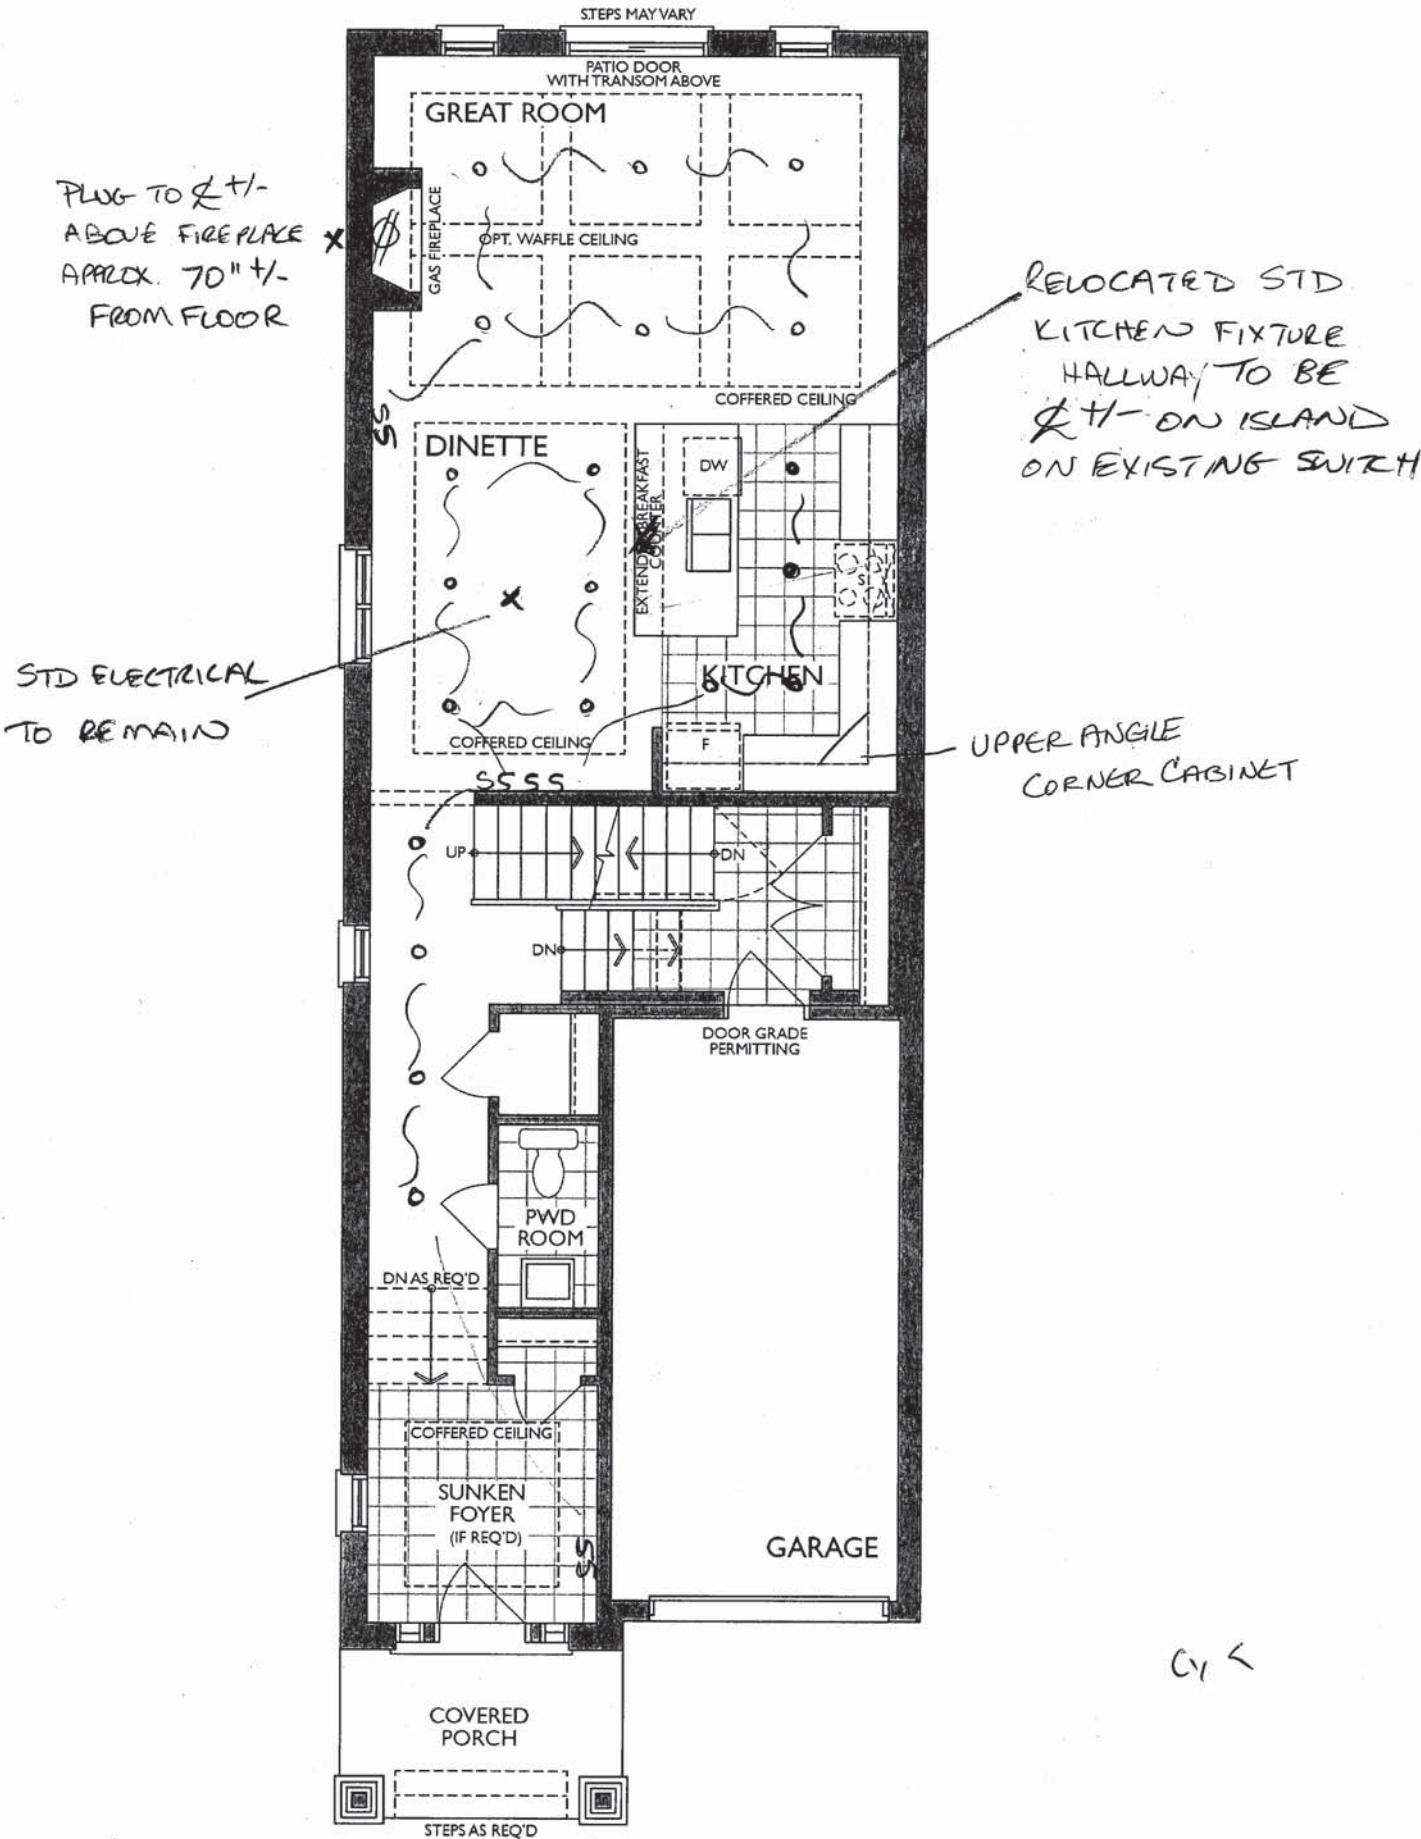 STEPS MAY VARY
PATIO DOOR
WITH TRANSOM ABOVE
GREAT ROOM
PLUG TO ℄ +/-
ABOVE FIREPLACE
APPROX. 70" +/-
FROM FLOOR
X
GAS FIREPLACE
OPT. WAFFLE CEILING
COFFERED CEILING
RELOCATED STD
KITCHEN FIXTURE
HALLWAY TO BE
℄ +/- ON ISLAND
ON EXISTING SWITCH
SS
DINETTE
DW
BREAKFAST
COUNTER
S
X
STD ELECTRICAL
TO REMAIN
KITCHEN
COFFERED CEILING
F
UPPER ANGLE
CORNER CABINET
SSSS
UP
DN
DN
DOOR GRADE
PERMITTING
PWD
ROOM
DN AS REQ'D
COFFERED CEILING
SUNKEN
FOYER
(IF REQ'D)
SS
GARAGE
COVERED
PORCH
STEPS AS REQ'D